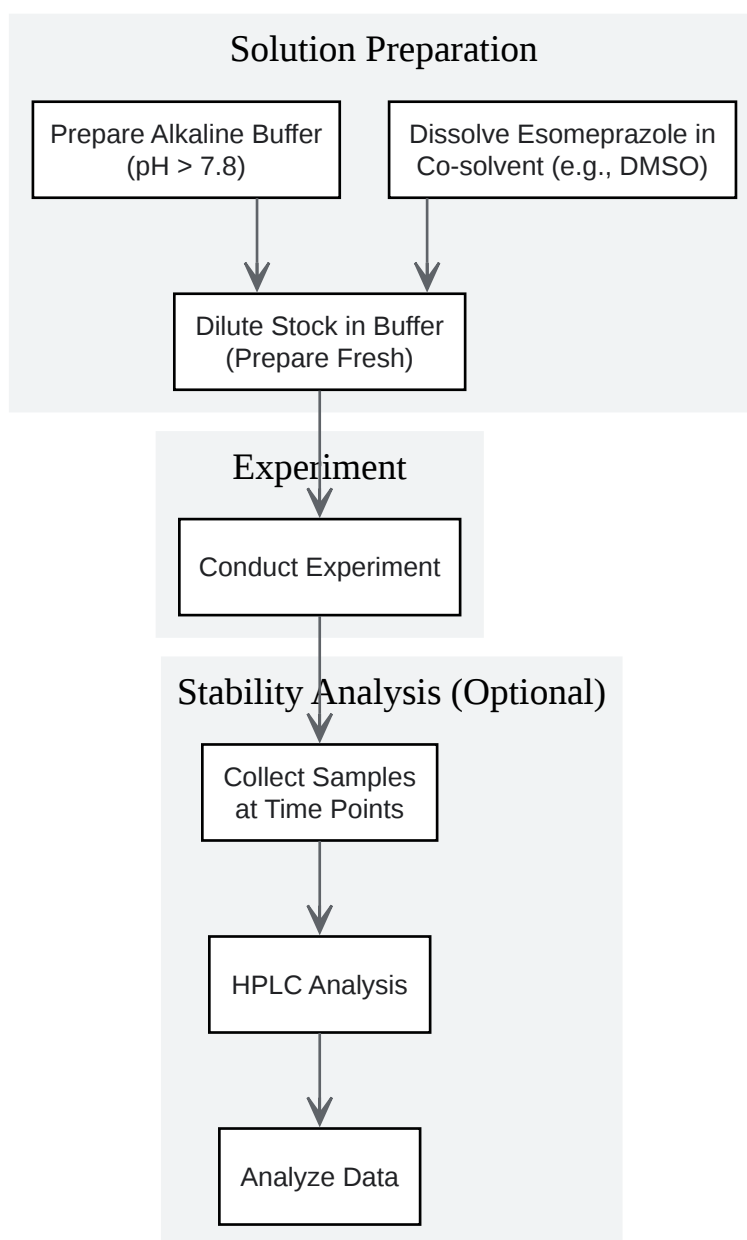 Solution Preparation
Prepare Alkaline Buffer
(pH > 7.8)
Dissolve Esomeprazole in
Co-solvent (e.g., DMSO)
Dilute Stock in Buffer
(Prepare Fresh)
Experiment
Conduct Experiment
Stability Analysis (Optional)
Collect Samples
at Time Points
HPLC Analysis
Analyze Data